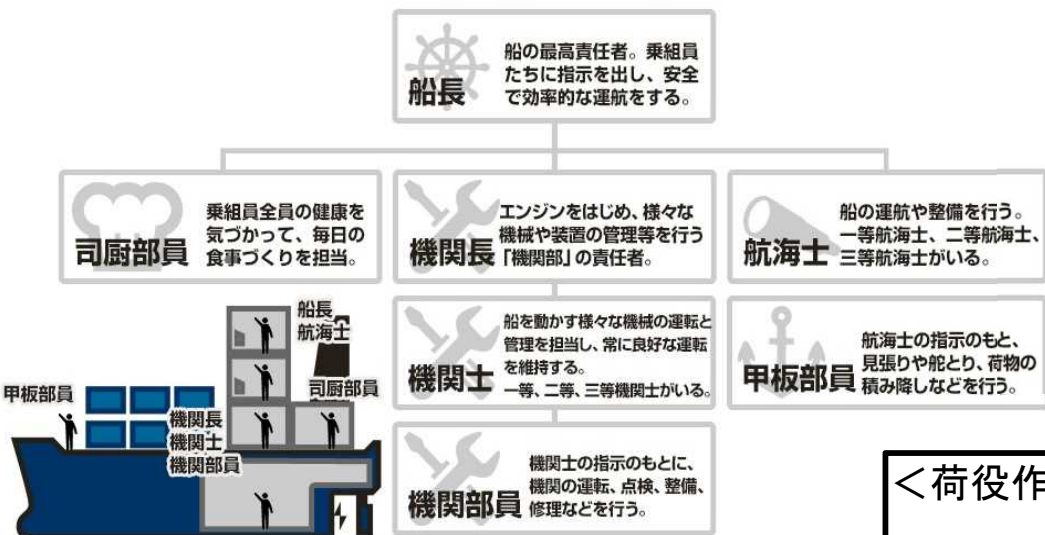 船長
船の最高責任者。乗組員
たちに指示を出し、安全
で効率的な運航をする。
司厨部員
乗組員全員の健康を
気づかって、毎日の
食事づくりを担当。
機関長
エンジンをはじめ、様々な
機械や装置の管理等を行う
「機関部」の責任者。
航海士
船の運航や整備を行う。
一等航海士、二等航海士、
三等航海士がいる。
機関士
船を動かす様々な機械の運転と
管理を担当し、常に良好な運転
を維持する。
一等、二等、三等機関士がいる。
甲板部員
航海士の指示のもと、
見張りや舵とり、荷物の
積み降しなどを行う。
機関部員
機関士の指示のもとに、
機関の運転、点検、整備、
修理などを行う。
船長
航海士
司厨部員
甲板部員
機関長
機関士
機関部員
＜荷役作